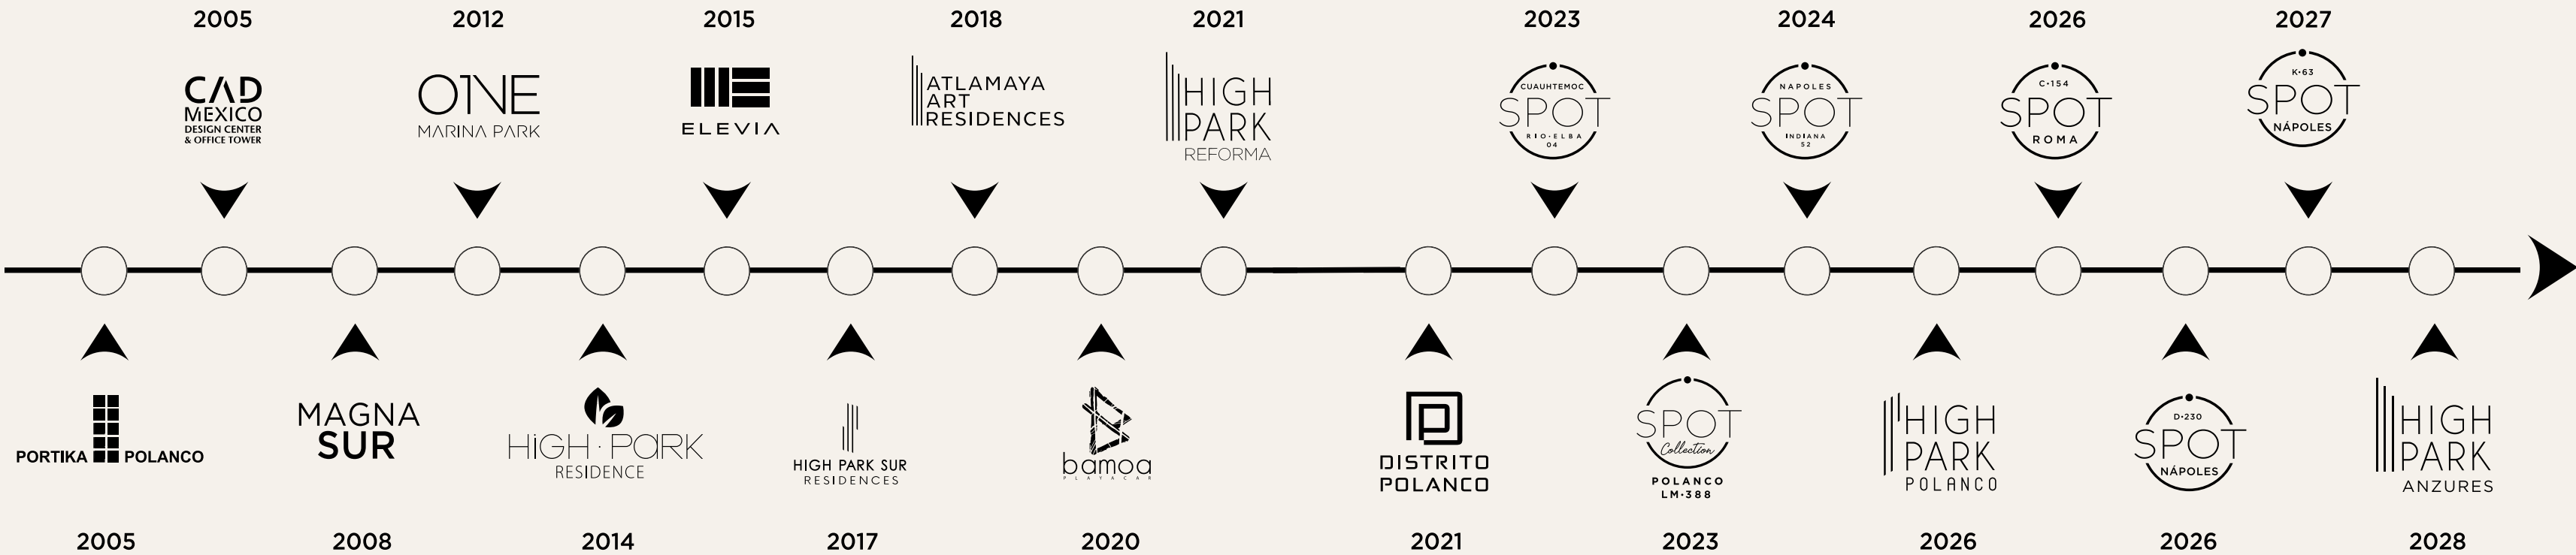 2005
2012
2015
2018
2021
2023
2024
2026
2027
CAD
MEXICO
DESIGN CENTER
& OFFICE TOWER
O1NE
MARINA PARK
ELEVIA
ATLAMAYA
ART
RESIDENCES
HIGH
PARK
REFORMA
CUAUHTEMOC
SPOT
RIO·ELBA
04
NAPOLES
SPOT
INDIANA
52
C·154
SPOT
ROMA
K·63
SPOT
NÁPOLES
PORTIKA POLANCO
MAGNA
SUR
HiGH·PaRK
RESIDENCE
HIGH PARK SUR
RESIDENCES
bamoa
PLAYACAR
DISTRITO
POLANCO
SPOT
Collection
POLANCO
LM·388
HIGH
PARK
POLANCO
D·230
SPOT
NÁPOLES
HIGH
PARK
ANZURES
2005
2008
2014
2017
2020
2021
2023
2026
2026
2028